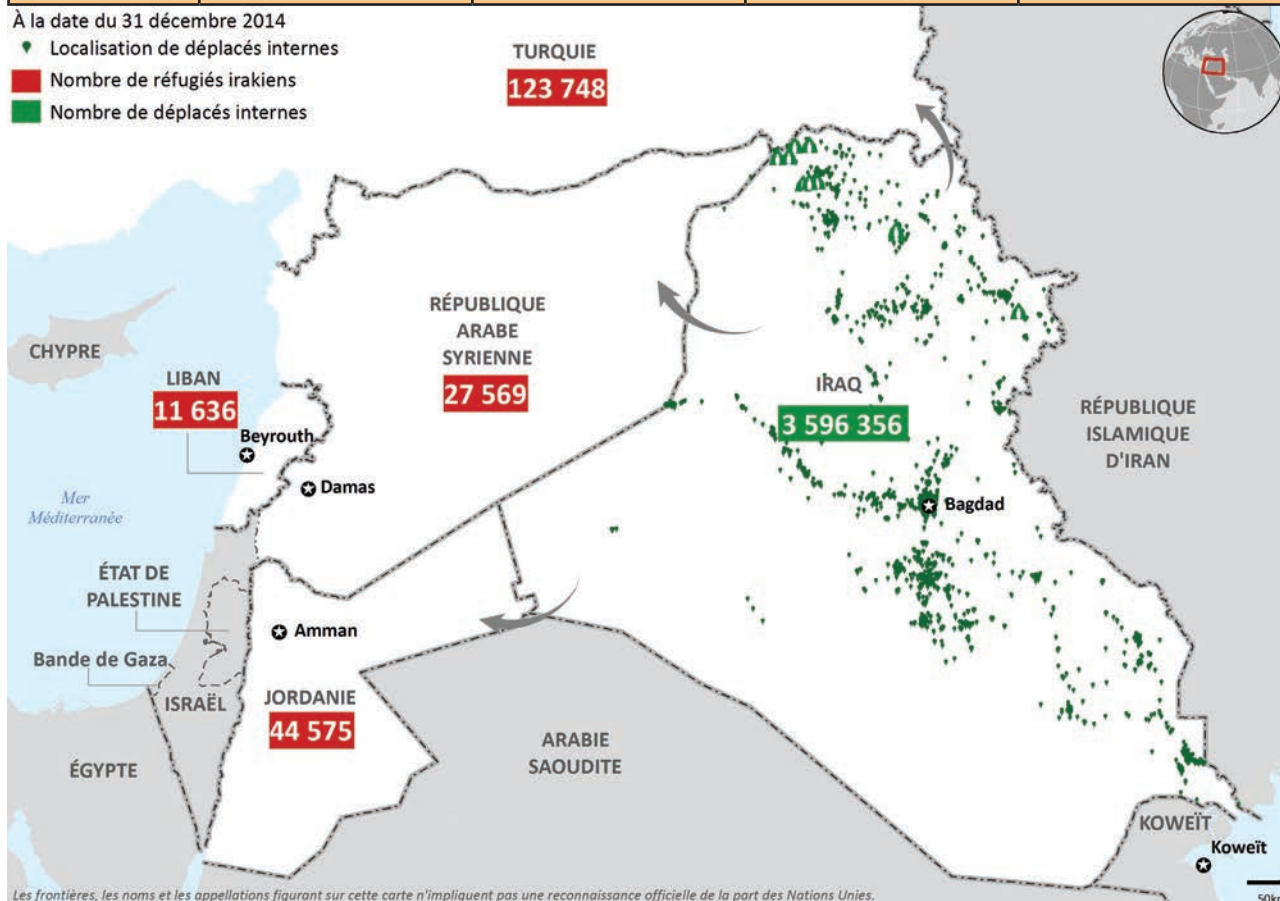 À la date du 31 décembre 2014
Localisation de déplacés internes
Nombre de réfugiés irakiens
Nombre de déplacés internes
TURQUIE
123 748
RÉPUBLIQUE
ARABE
SYRIENNE
27 569
CHYPRE
LIBAN
11 636
Beyrouth
Damas
Mer
Méditerranée
IRAQ
3 596 356
Bagdad
RÉPUBLIQUE
ISLAMIQUE
D'IRAN
ÉTAT DE
PALESTINE
Amman
Bande de Gaza
ISRAËL
JORDANIE
44 575
ÉGYPTE
ARABIE
SAOUDITE
KOWEÏT
Koweït
50km
Les frontières, les noms et les appellations figurant sur cette carte n'impliquent pas une reconnaissance officielle de la part des Nations Unies.